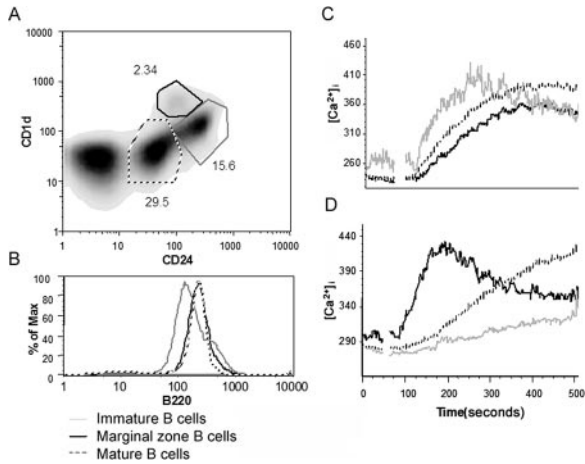 A
10000
1000
100
10
1
CD1d
2.34
15.6
29.5
1 10 100 1000 10000
CD24
B
100
80
60
40
20
0
% of Max
1 10 100 1000 10000
B220
Immature B cells
Marginal zone B cells
Mature B cells
C
460
410
360
310
260
[Ca²⁺]ᵢ
D
440
390
340
290
[Ca²⁺]ᵢ
0 100 200 300 400 500
Time(seconds)